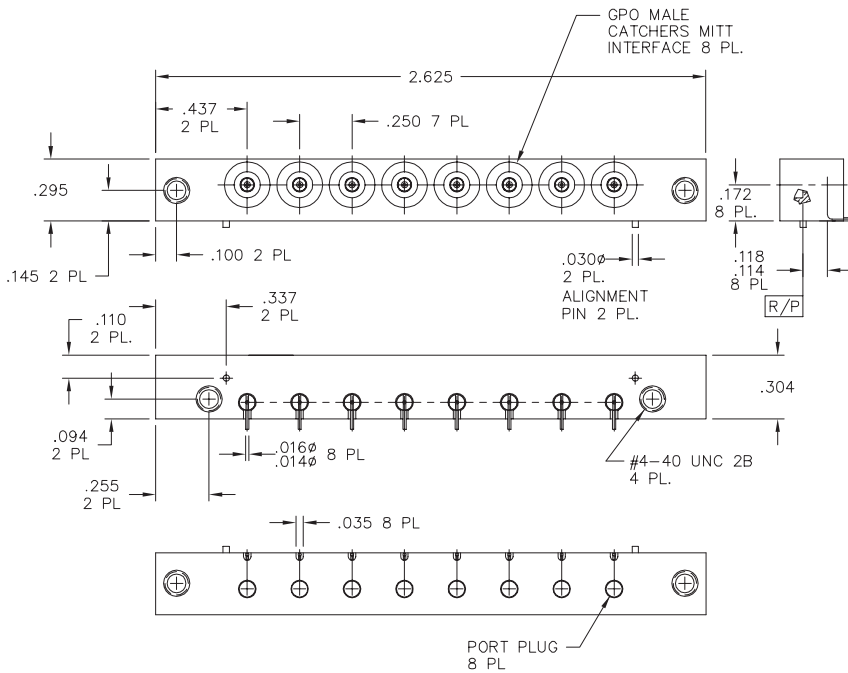 GPO MALE
CATCHERS MITT
INTERFACE 8 PL.
2.625
.437
2 PL
.250 7 PL
.295
.172
8 PL.
.100 2 PL
.145 2 PL
.030ø
2 PL.
ALIGNMENT
PIN 2 PL.
.118
.114
8 PL
R/P
.337
2 PL
.110
2 PL.
.304
.094
2 PL
.016ø
.014ø 8 PL
#4-40 UNC 2B
4 PL.
.255
2 PL
.035 8 PL
PORT PLUG
8 PL